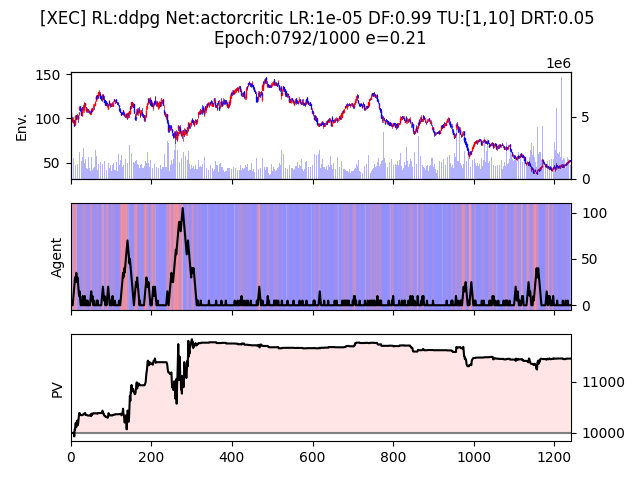 [XEC] RL:ddpg Net:actorcritic LR:1e-05 DF:0.99 TU:[1,10] DRT:0.05
Epoch:0792/1000 e=0.21
1e6
150
100
50
Env.
5
0
Agent
100
50
0
PV
11000
10000
0 200 400 600 800 1000 1200